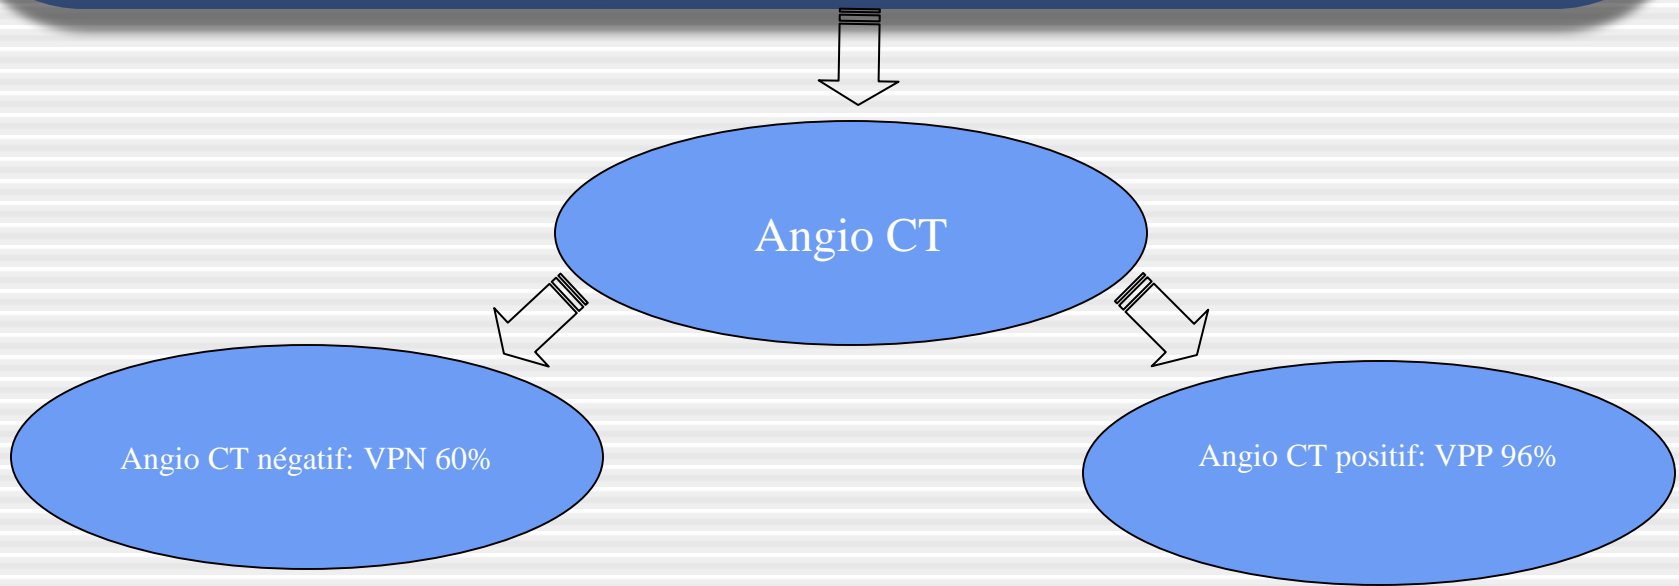 Angio CT
Angio CT négatif: VPN 60%
Angio CT positif: VPP 96%